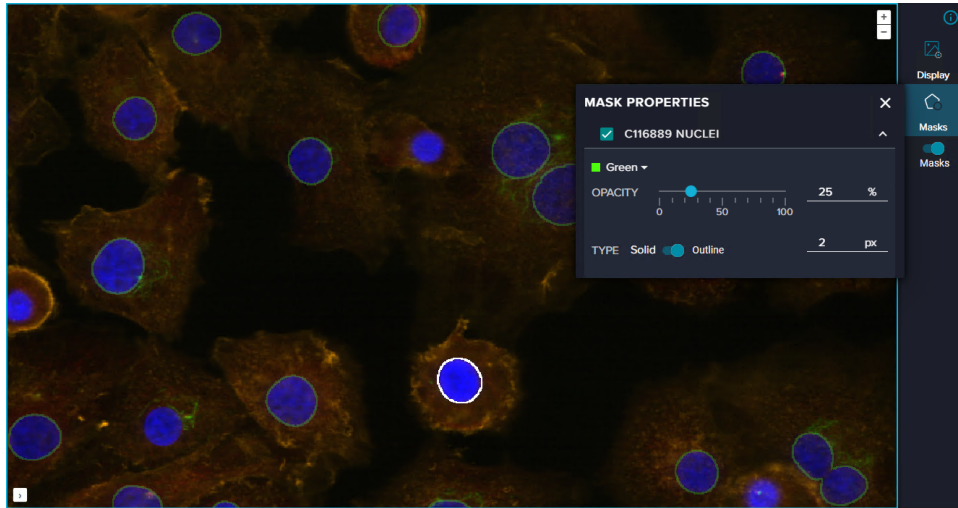 +
−
Display
MASK PROPERTIES
C116889 NUCLEI
Masks
Masks
Green
OPACITY 25 %
0 50 100
TYPE Solid Outline 2 px